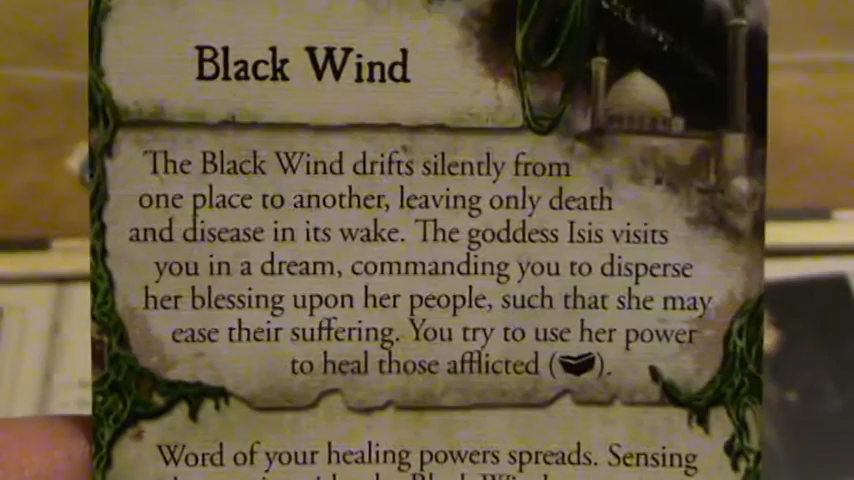 Black Wind
The Black Wind drifts silently from
one place to another, leaving only death
and disease in its wake. The goddess Isis visits
you in a dream, commanding you to disperse
her blessing upon her people, such that she may
ease their suffering. You try to use her power
to heal those afflicted ( ).
Word of your healing powers spreads. Sensing